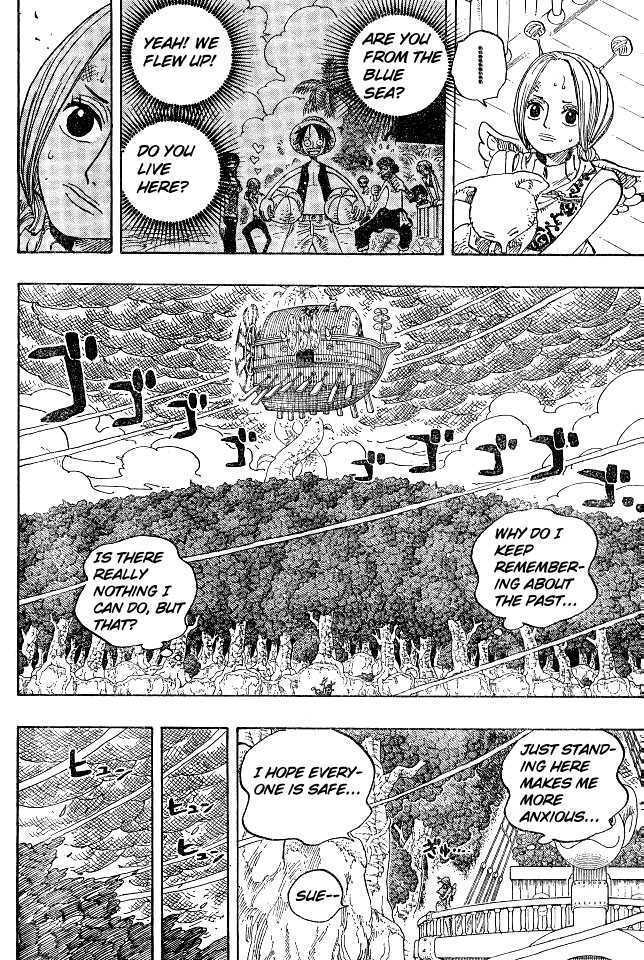 ..........
ARE YOU
FROM THE
BLUE
SEA?
YEAH! WE
FLEW UP!
DO YOU
LIVE
HERE?
ゴゴゴゴゴゴゴゴゴ
WHY DO I
KEEP
REMEMBER-
ING ABOUT
THE PAST...
IS THERE
REALLY
NOTHING I
CAN DO, BUT
THAT?
JUST STAND-
ING HERE
MAKES ME
MORE
ANXIOUS...
I HOPE EVERY-
ONE IS SAFE...
ざん...
SUE--
ヒュン
ヒュン
ヒュン